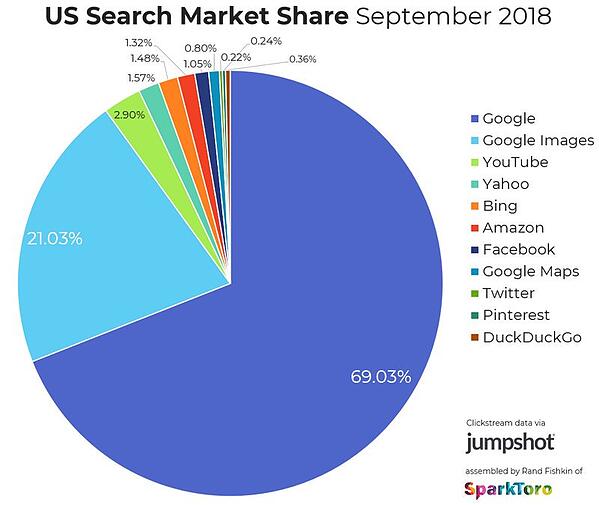 US Search Market Share September 2018
1.32%
0.80%
0.24%
1.48%
1.05%
0.22%
0.36%
1.57%
2.90%
21.03%
69.03%
Google
Google Images
YouTube
Yahoo
Bing
Amazon
Facebook
Google Maps
Twitter
Pinterest
DuckDuckGo
Clickstream data via
jumpshot
assembled by Rand Fishkin of
SparkToro